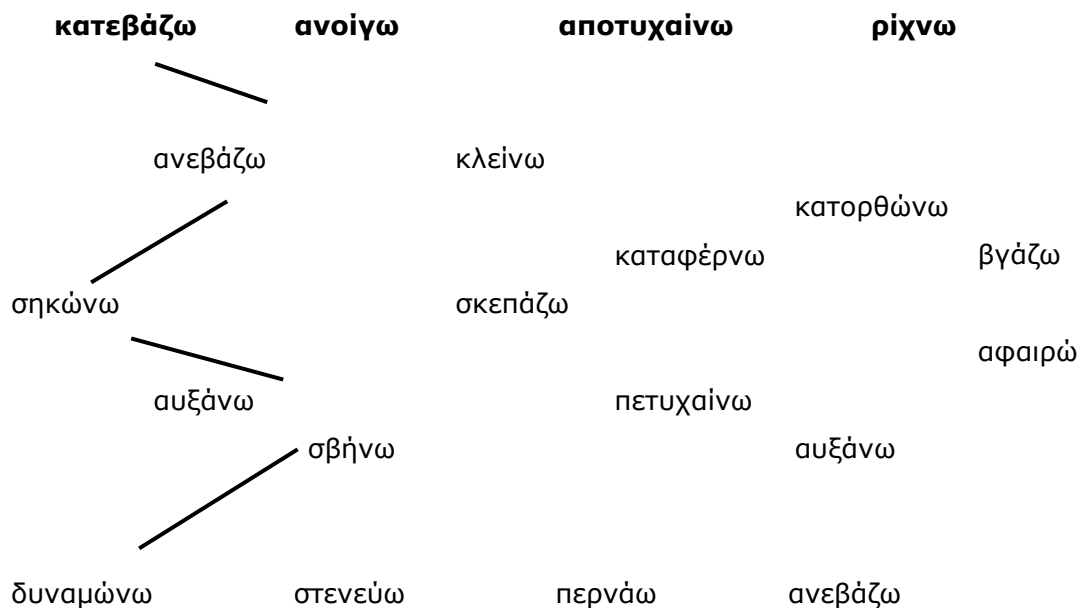 κατεβάζω ανοίγω αποτυχαίνω ρίχνω
ανεβάζω κλείνω
κατορθώνω
καταφέρνω βγάζω
σηκώνω σκεπάζω
αφαιρώ
αυξάνω πετυχαίνω
σβήνω αυξάνω
δυναμώνω στενεύω περνάω ανεβάζω